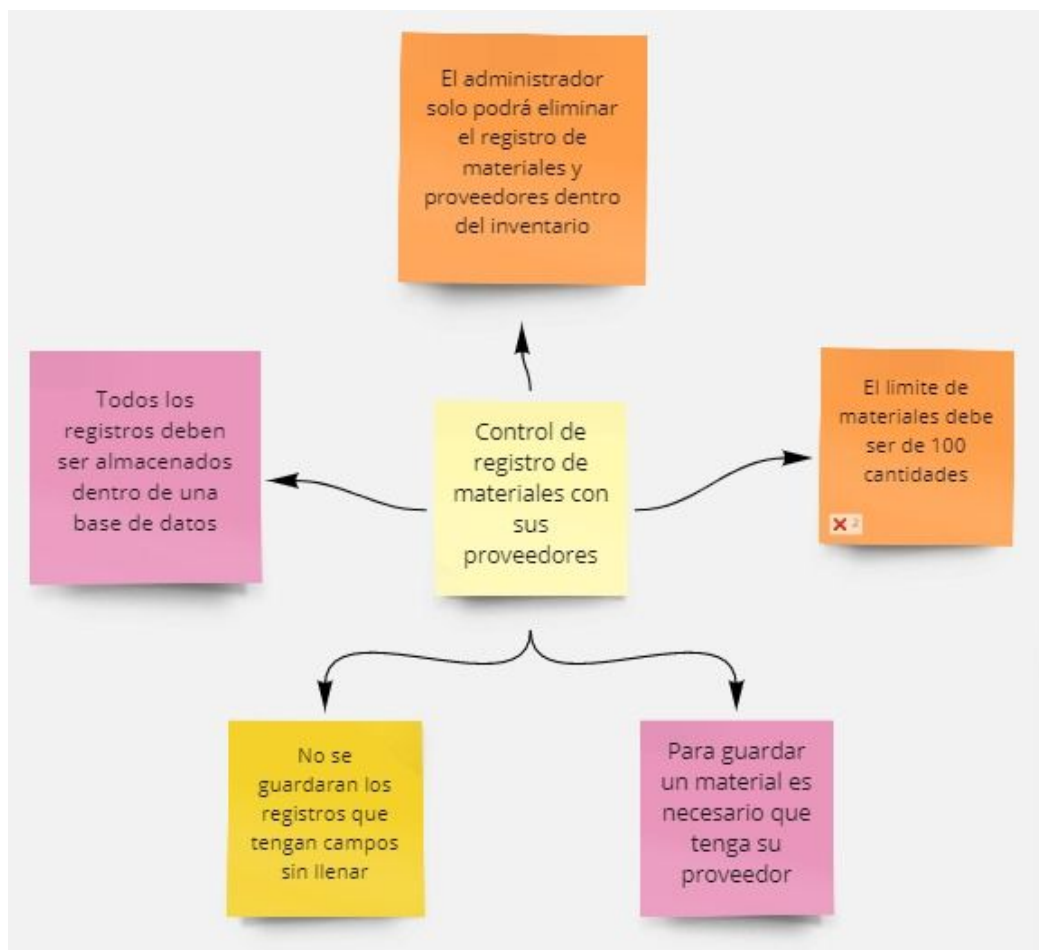 El administrador
solo podrá eliminar
el registro de
materiales y
proveedores dentro
del inventario
Todos los
registros deben
ser almacenados
dentro de una
base de datos
Control de
registro de
materiales con
sus
proveedores
El limite de
materiales debe
ser de 100
cantidades
2
No se
guardaran los
registros que
tengan campos
sin llenar
Para guardar
un material es
necesario que
tenga su
proveedor